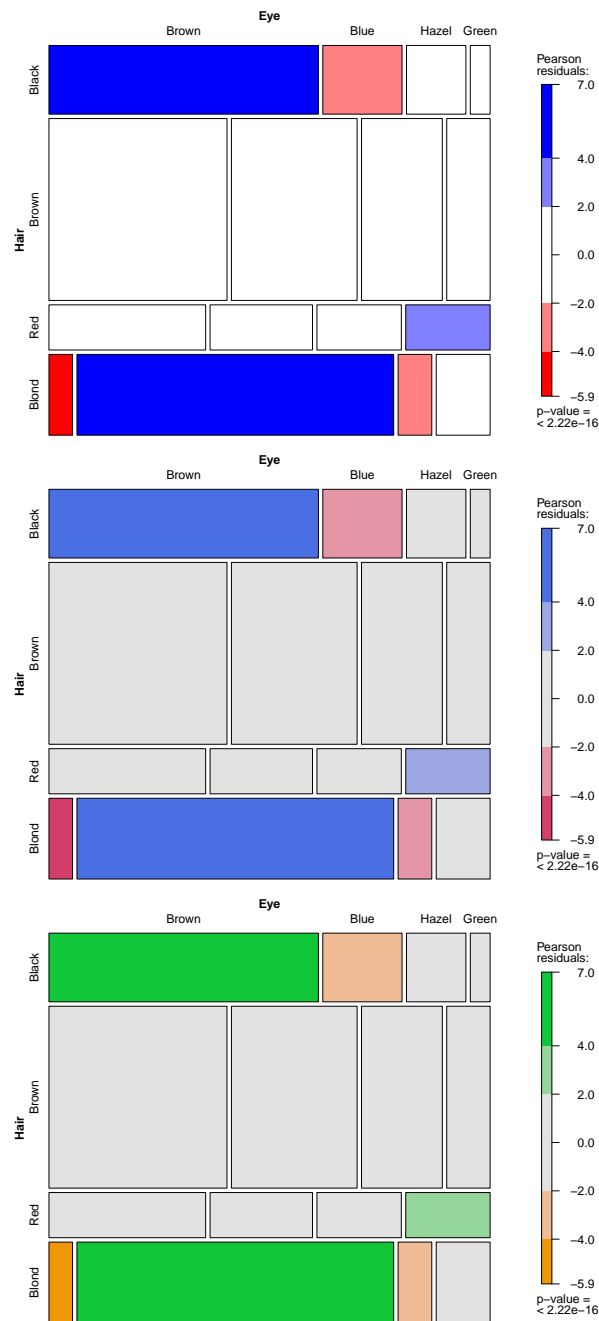 Eye
Brown Blue Hazel Green
Hair
Black
Brown
Red
Blond
Pearson
residuals:
7.0
4.0
2.0
0.0
−2.0
−4.0
−5.9
p−value =
< 2.22e−16
Eye
Brown Blue Hazel Green
Hair
Black
Brown
Red
Blond
Pearson
residuals:
7.0
4.0
2.0
0.0
−2.0
−4.0
−5.9
p−value =
< 2.22e−16
Eye
Brown Blue Hazel Green
Hair
Black
Brown
Red
Blond
Pearson
residuals:
7.0
4.0
2.0
0.0
−2.0
−4.0
−5.9
p−value =
< 2.22e−16